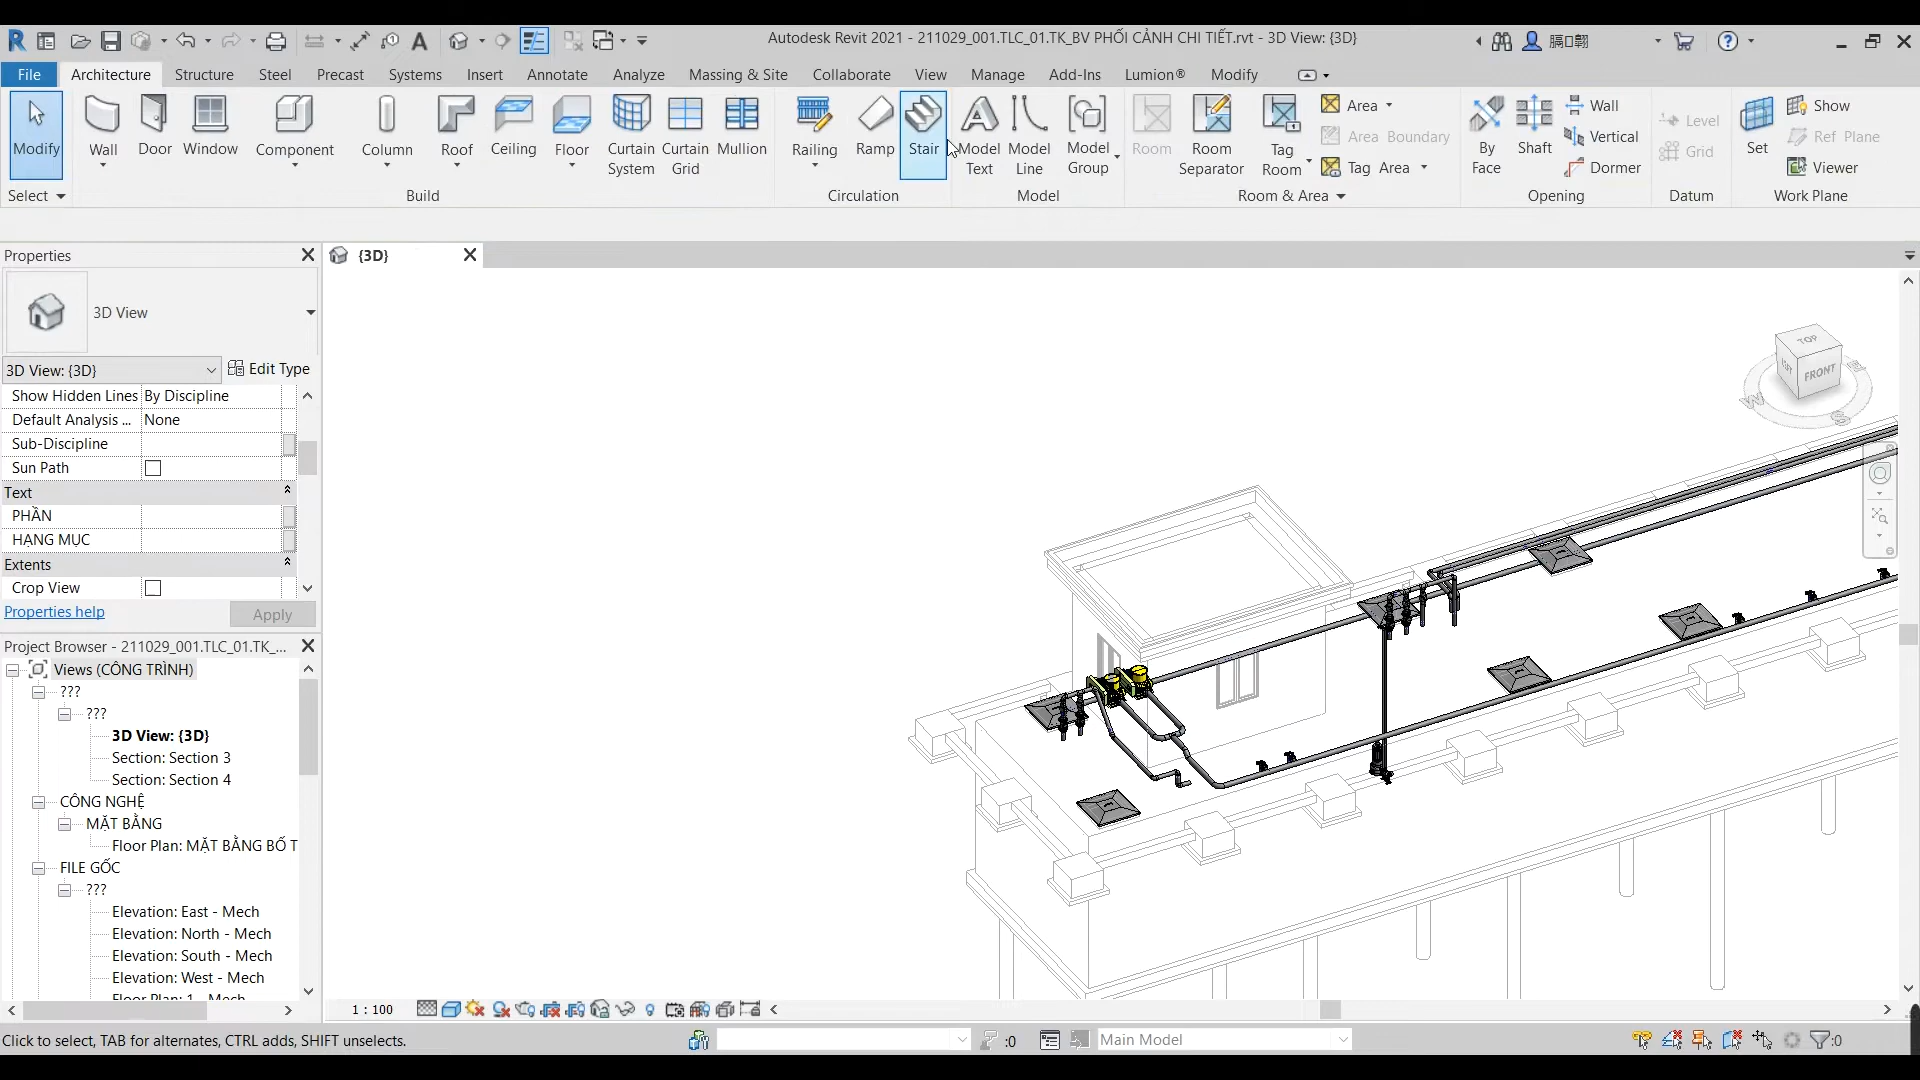 Autodesk Revit 2021 - 211029_001.TLC_01.TK_BV PHỐI CẢNH CHI TIẾT.rvt - 3D View: {3D}
File Architecture Structure Steel Precast Systems Insert Annotate Analyze Massing & Site Collaborate View Manage Add-Ins Lumion® Modify
Modify Wall Door Window Component Column Roof Ceiling Floor Curtain System Curtain Grid Mullion Railing Ramp Stair Model Text Model Line Model Group Room Room Separator Tag Room Area Area Boundary Tag Area By Face Shaft Wall Vertical Dormer Level Grid Set Show Ref Plane Viewer
Select Build Circulation Model Room & Area Opening Datum Work Plane
Properties
{3D}
3D View
3D View: {3D} Edit Type
Show Hidden Lines By Discipline
Default Analysis ... None
Sub-Discipline
Sun Path
Text
PHẦN
HẠNG MỤC
Extents
Crop View
Properties help Apply
Project Browser - 211029_001.TLC_01.TK_...
Views (CÔNG TRÌNH)
???
???
3D View: {3D}
Section: Section 3
Section: Section 4
CÔNG NGHỆ
MẶT BẰNG
Floor Plan: MẶT BẰNG BỐ T
FILE GỐC
???
Elevation: East - Mech
Elevation: North - Mech
Elevation: South - Mech
Elevation: West - Mech
Floor Plan: 1 - Mech
TOP
LEFT FRONT
W S E
1 : 100
Click to select, TAB for alternates, CTRL adds, SHIFT unselects.
:0
Main Model
:0